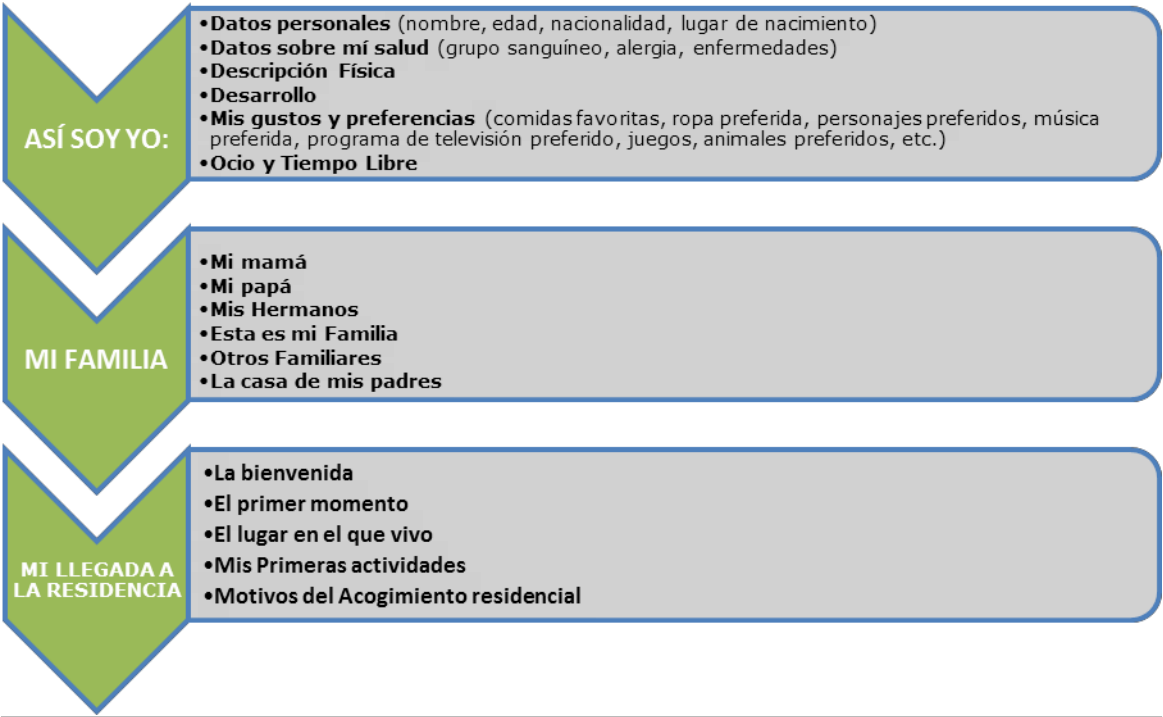 ASÍ SOY YO:
•Datos personales (nombre, edad, nacionalidad, lugar de nacimiento)
•Datos sobre mí salud (grupo sanguíneo, alergia, enfermedades)
•Descripción Física
•Desarrollo
•Mis gustos y preferencias (comidas favoritas, ropa preferida, personajes preferidos, música
preferida, programa de televisión preferido, juegos, animales preferidos, etc.)
•Ocio y Tiempo Libre
MI FAMILIA
•Mi mamá
•Mi papá
•Mis Hermanos
•Esta es mi Familia
•Otros Familiares
•La casa de mis padres
MI LLEGADA A
LA RESIDENCIA
•La bienvenida
•El primer momento
•El lugar en el que vivo
•Mis Primeras actividades
•Motivos del Acogimiento residencial